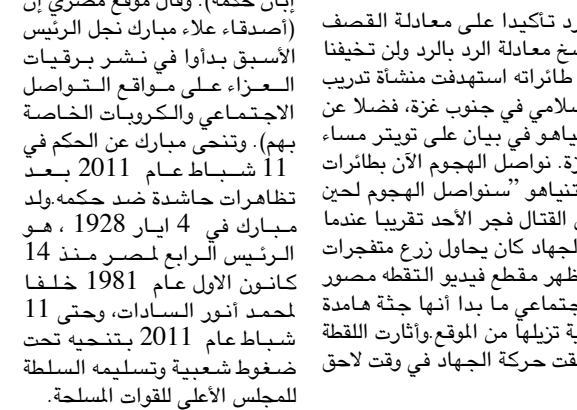 رد تأكيدا على معادلة القصف
سخ معادلة الرد بالرد ولن تخيفنا
طائراته استهدفت منشأة تدريب
سلامي في جنوب غزة، فضلا عن
ياهو في بيان على تويتر مساء
زة. نواصل الهجوم الآن بطائرات
تنياهو ”سنواصل الهجوم لحين
القتال فجر الأحد تقريبا عندما
لجهاد كان يحاول زرع متفجرات
ظهر مقطع فيديو التقطه مصور
جتماعي ما بدا أنها جثة هامدة
ية تزيلها من الموقع.وأثارت اللقطة
قت حركة الجهاد في وقت لاحق
إبان حكمه). وقال موقع مصري إن
(أصدقاء علاء مبارك نجل الرئيس
الأسبق بدأوا في نشر برقيات
العزاء على مواقع التواصل
الاجتماعي والكروبات الخاصة
بهم). وتنحى مبارك عن الحكم في
11 شباط عام 2011 بعد
تظاهرات حاشدة ضد حكمه.ولد
مبارك في 4 ايار 1928 ، هو
الرئيس الرابع لمصر منذ 14
كانون الاول عام 1981 خلفا
لمحمد أنور السادات، وحتى 11
شباط عام 2011 بتنحيه تحت
ضغوط شعبية وتسليمه السلطة
للمجلس الأعلى للقوات المسلحة.